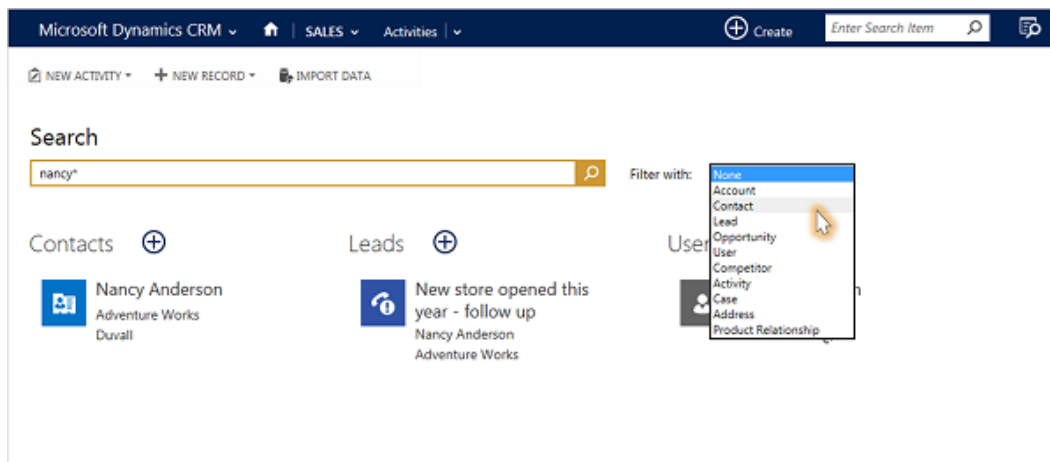 Microsoft Dynamics CRM SALES Activities Create Enter Search Item
NEW ACTIVITY NEW RECORD IMPORT DATA
Search
nancy*
Filter with:
None
Account
Contact
Lead
Opportunity
User
Competitor
Activity
Case
Address
Product Relationship
Contacts
Nancy Anderson
Adventure Works
Duvall
Leads
New store opened this
year - follow up
Nancy Anderson
Adventure Works
User